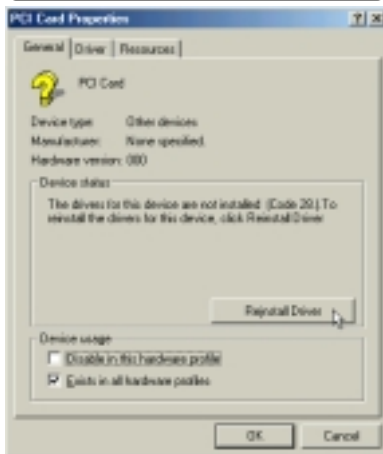 PCI Card Properties
General Driver Resources
PCI Card
Device type: Other devices
Manufacturer: None specified.
Hardware version: 000
Device status
The drivers for this device are not installed. (Code 28.) To
reinstall the drivers for this device, click Reinstall Driver
Reinstall Driver
Device usage
Disable in this hardware profile
Exists in all hardware profiles
OK Cancel